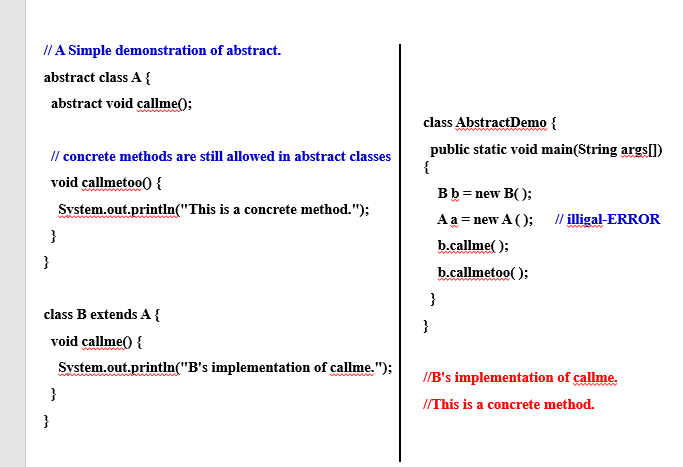 // A Simple demonstration of abstract.
abstract class A {
abstract void callme();
// concrete methods are still allowed in abstract classes
void callmetoo() {
System.out.println("This is a concrete method.");
}
}
class B extends A {
void callme() {
System.out.println("B's implementation of callme.");
}
}
class AbstractDemo {
public static void main(String args[])
{
B b = new B( );
A a = new A ( ); // illigal-ERROR
b.callme( );
b.callmetoo( );
}
}
//B's implementation of callme.
//This is a concrete method.